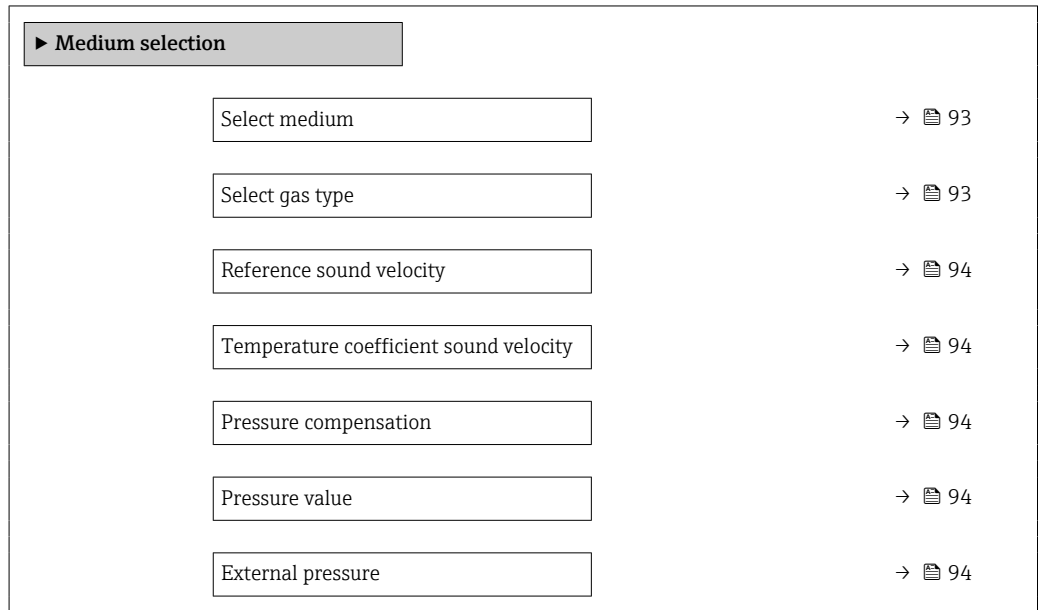 ▶ Medium selection
Select medium → 93
Select gas type → 93
Reference sound velocity → 94
Temperature coefficient sound velocity → 94
Pressure compensation → 94
Pressure value → 94
External pressure → 94